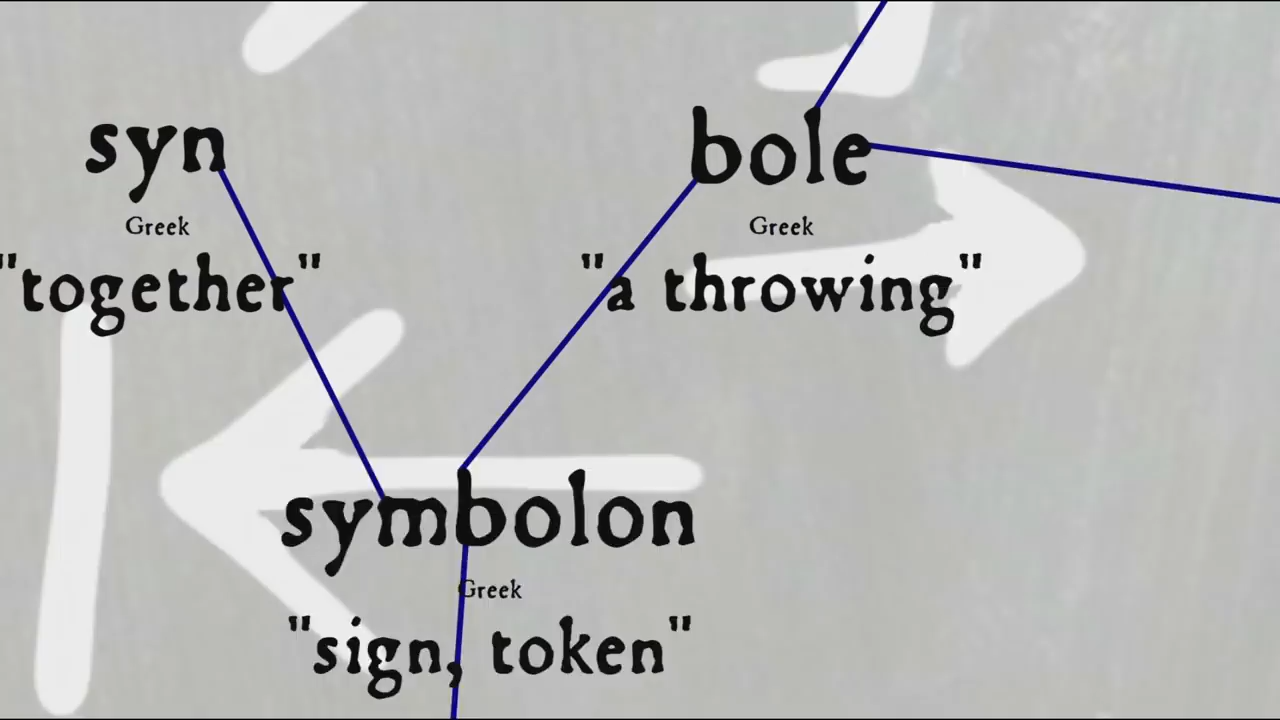 syn
Greek
"together"
bole
Greek
"a throwing"
symbolon
Greek
"sign, token"